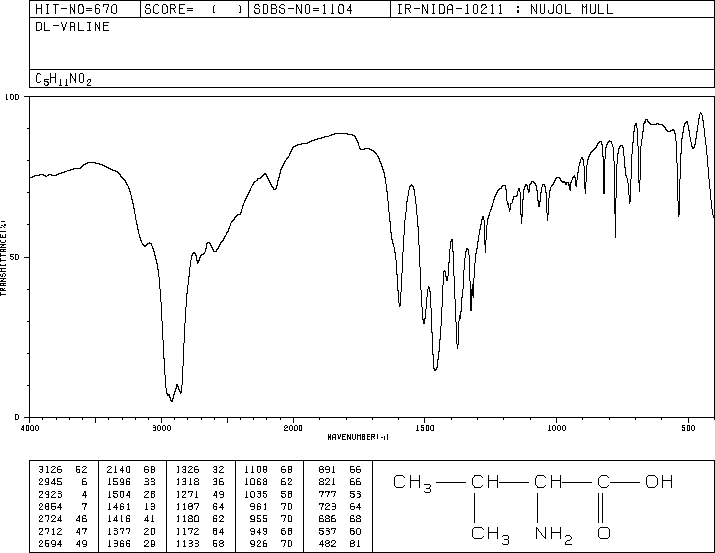 HIT-NO=670 SCORE= ( ) SDBS-NO=1104 IR-NIDA-10211 : NUJOL MULL
DL-VALINE
C5H11NO2
100
TRANSMITTANCE(%)
50
0
4000 3000 2000 1500 1000 500
WAVENUMBER(-1)
3126 52 2140 68 1326 32 1108 68 891 66
2945 6 1596 33 1318 36 1068 62 821 66
2923 4 1504 28 1271 49 1035 58 777 53
2854 7 1461 13 1187 64 961 70 723 64
2724 46 1416 41 1180 62 955 70 686 68
2712 47 1377 20 1172 64 949 68 537 60
2594 49 1366 29 1133 58 926 70 482 81
CH3 CH CH C OH
CH3 NH2 O